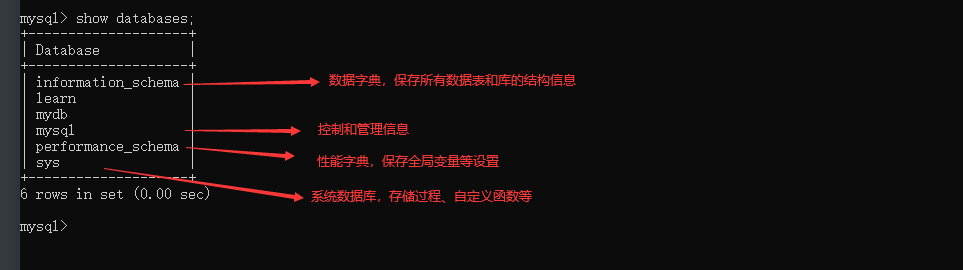 mysql> show databases;
+--------------------+
| Database           |
+--------------------+
| information_schema | 数据字典，保存所有数据表和库的结构信息
| learn              |
| mydb               |
| mysql              | 控制和管理信息
| performance_schema | 性能字典，保存全局变量等设置
| sys                |
+--------------------+
6 rows in set (0.00 sec) 系统数据库，存储过程、自定义函数等
mysql>